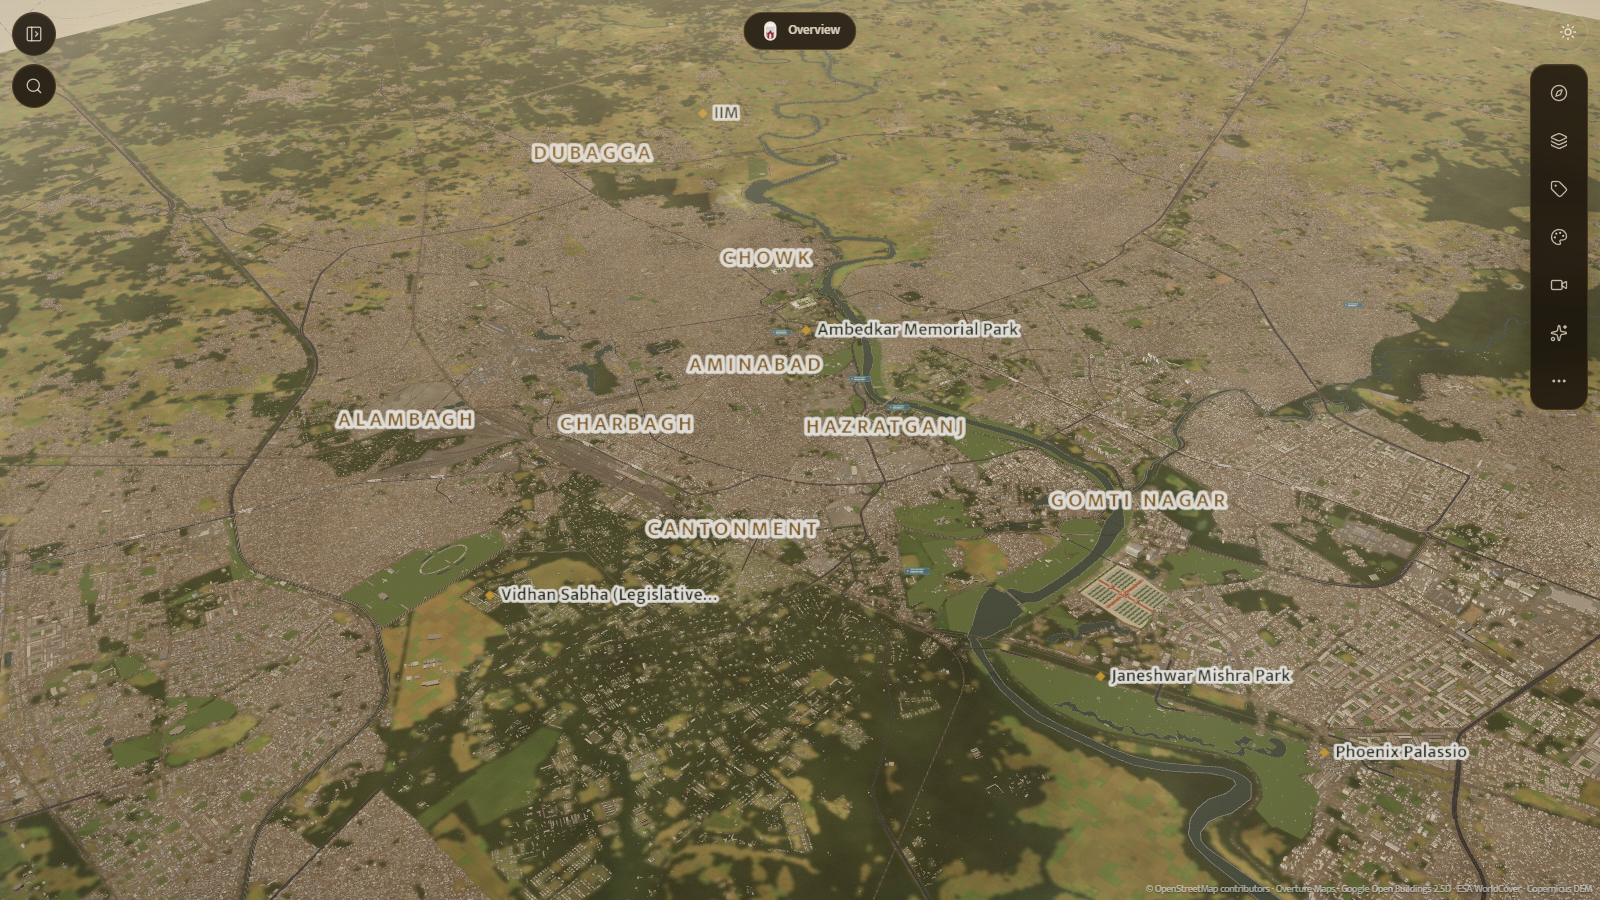 Overview
IIM
DUBAGGA
CHOWK
Ambedkar Memorial Park
AMINABAD
ALAMBAGH
CHARBAGH
HAZRATGANJ
GOMTI NAGAR
CANTONMENT
Vidhan Sabha (Legislative...
Janeshwar Mishra Park
Phoenix Palassio
© OpenStreetMap contributors · Overture Maps · Google Open Buildings 2.5D · ESA WorldCover · Copernicus DEM